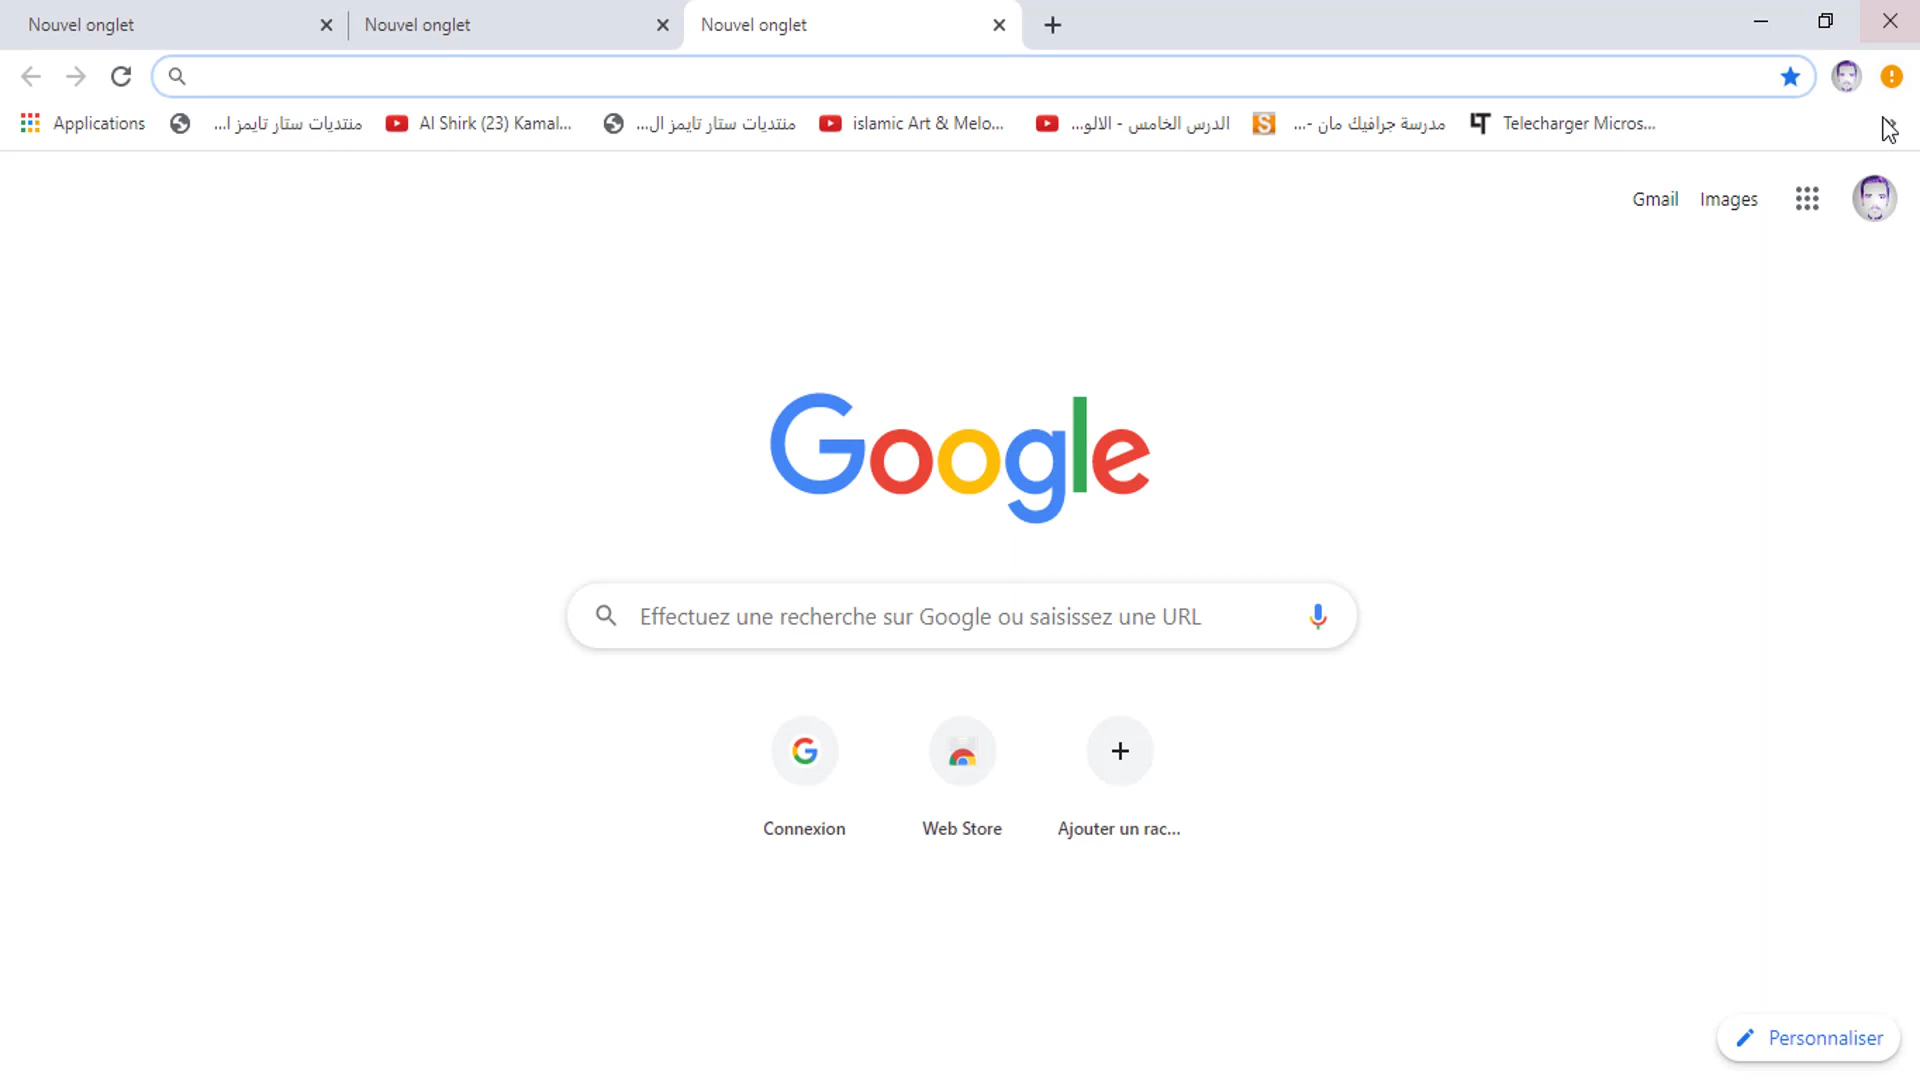 Nouvel onglet
Nouvel onglet
Nouvel onglet
Applications
منتديات ستار تايمز ا...
Al Shirk (23) Kamal...
منتديات ستار تايمز ال...
islamic Art & Melo...
الدرس الخامس - الالو...
مدرسة جرافيك مان -...
Telecharger Micros...
Gmail
Images
Google
Effectuez une recherche sur Google ou saisissez une URL
Connexion
Web Store
Ajouter un rac...
Personnaliser